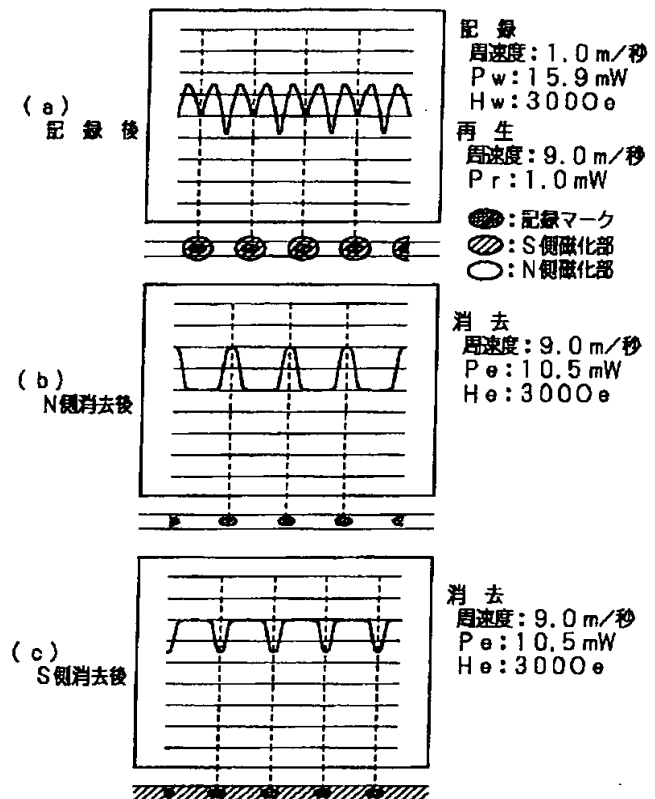 (a)
記録後
記録
周速度:1.0m/秒
Pw:15.9mW
Hw:300Oe
再生
周速度:9.0m/秒
Pr:1.0mW
:記録マーク
:S側磁化部
:N側磁化部
(b)
N側消去後
消去
周速度:9.0m/秒
Pe:10.5mW
He:300Oe
(c)
S側消去後
消去
周速度:9.0m/秒
Pe:10.5mW
He:300Oe